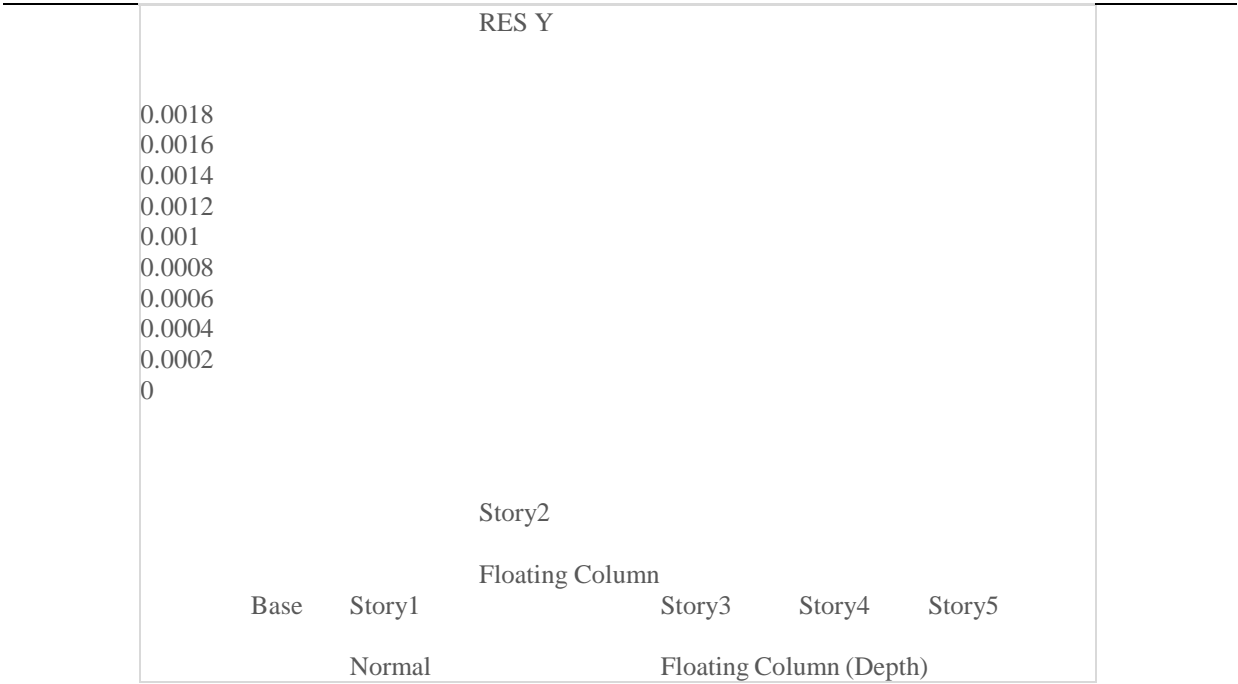 RES Y
0.0018
0.0016
0.0014
0.0012
0.001
0.0008
0.0006
0.0004
0.0002
0
Story2
Floating Column
Base Story1 Story3 Story4 Story5
Normal Floating Column (Depth)